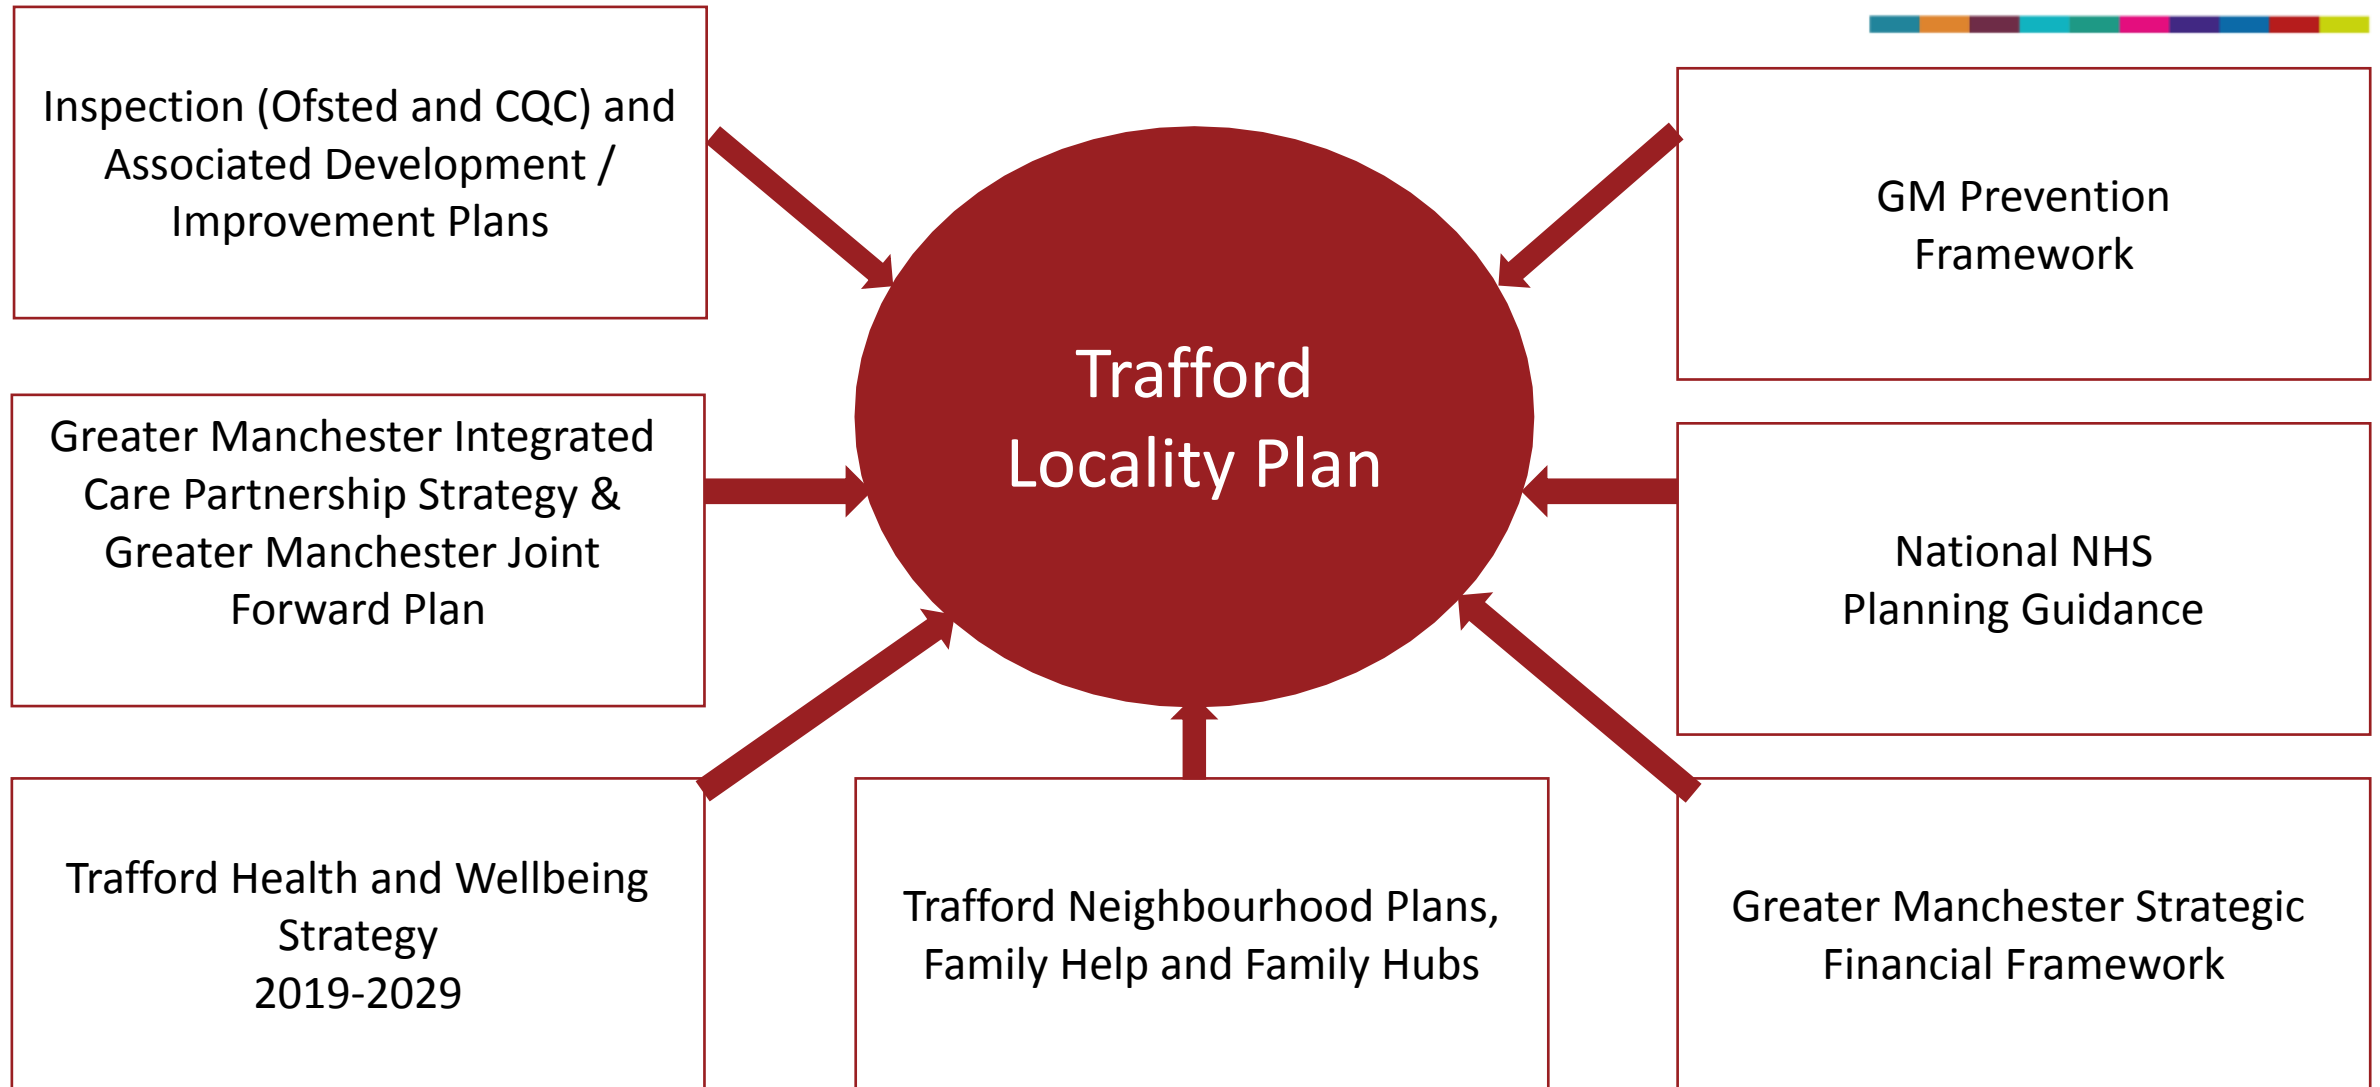 Inspection (Ofsted and CQC) and
Associated Development /
Improvement Plans
GM Prevention
Framework
Trafford
Locality Plan
Greater Manchester Integrated
Care Partnership Strategy &
Greater Manchester Joint
Forward Plan
National NHS
Planning Guidance
Trafford Health and Wellbeing
Strategy
2019-2029
Trafford Neighbourhood Plans,
Family Help and Family Hubs
Greater Manchester Strategic
Financial Framework